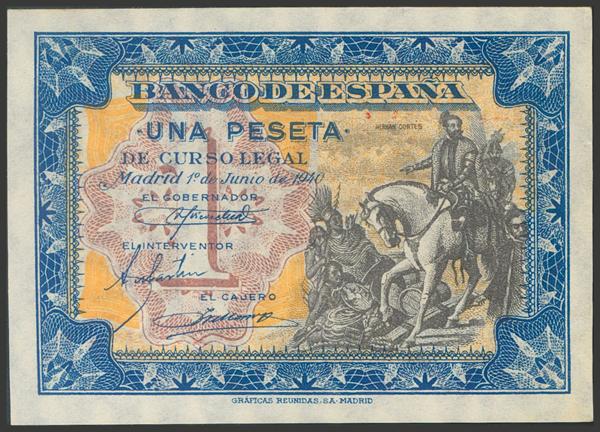 BANCO DE ESPAÑA
·UNA PESETA·
HERNAN CORTES
DE CURSO LEGAL
Madrid 1º de Junio de 1940
EL GOBERNADOR
EL INTERVENTOR
EL CAJERO
1
GRÁFICAS REUNIDAS, S.A.-MADRID